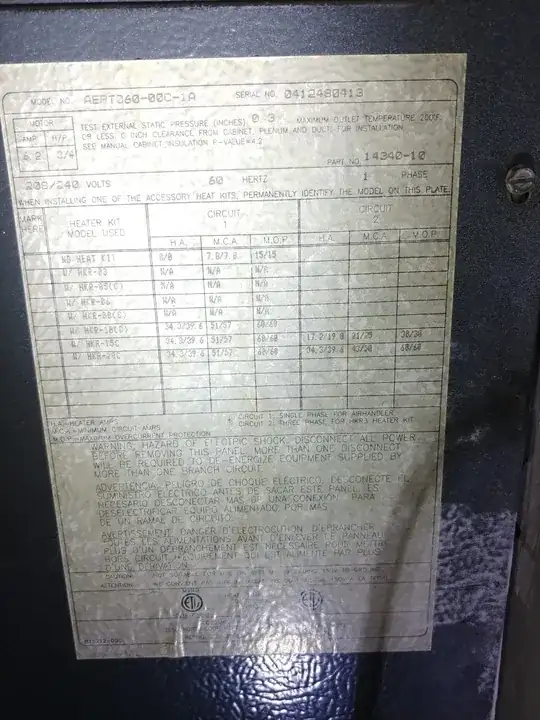 MODEL NO. AEPT060-00C-1A SERIAL NO. 0412480413
MOTOR
AMP H/P
6.2 3/4
TEST EXTERNAL STATIC PRESSURE (INCHES) 0.3 MAXIMUM OUTLET TEMPERATURE 200°F
OR LESS, 0 INCH CLEARANCE FROM CABINET, PLENUM AND DUCTS FOR INSTALLATION
SEE MANUAL CABINET INSULATION R-VALUE=4.2
PART NO. 14340-10
208/240 VOLTS 60 HERTZ 1 PHASE
WHEN INSTALLING ONE OF THE ACCESSORY HEAT KITS, PERMANENTLY IDENTIFY THE MODEL ON THIS PLATE.
MARK HERE HEATER KIT MODEL USED CIRCUIT 1 CIRCUIT 2
H.A. M.C.A. M.O.P. H.A. M.C.A. M.O.P.
NO HEAT KIT 0/0 7.8/7.8 15/15
W/ HKR-03 N/A N/A N/A
W/ HKR-05(C) N/A N/A N/A
W/ HKR-06 N/A N/A N/A
W/ HKR-08(C) N/A N/A N/A
W/ HKR-10(C) 34.3/39.6 51/57 60/60
W/ HKR-15C 34.3/39.6 51/57 60/60 17.2/19.8 21/25 30/30
W/ HKR-20C 34.3/39.6 51/57 60/60 34.3/39.6 43/50 60/60
H.A.=HEATER AMPS
M.C.A.=MINIMUM CIRCUIT AMPS
M.O.P.=MAXIMUM OVERCURRENT PROTECTION
CIRCUIT 1: SINGLE PHASE FOR AIRHANDLER
CIRCUIT 2: THREE PHASE FOR HKR3 HEATER KIT
WARNING: HAZARD OF ELECTRIC SHOCK, DISCONNECT ALL POWER
BEFORE REMOVING THIS PANEL. MORE THAN ONE DISCONNECT
WILL BE REQUIRED TO DE-ENERGIZE EQUIPMENT SUPPLIED BY
MORE THAN ONE BRANCH CIRCUIT.
ADVERTENCIA, PELIGRO DE CHOQUE ELECTRICO, DESCONECTE EL
SUMINISTRO ELECTRICO ANTES DE SACAR ESTE PANEL. ES
NECESARIO DESCONECTAR MAS DE UNA CONEXION, PARA
DESELECTRIFICAR EQUIPA ALIMENTADO POR MAS
DE UN RAMAL DE CIRCUITO.
AVERTISSEMENT DANGER D'ELECTROCUTION D'EPRANCHER
LES ALIMENTATIONS AVANT D'ENLEVER LE PANNEAU
PLUS D'UN DEPRANCHEMENT EST NECESSAIRE POUR METTRE
HORS CIRCUIT EQUIPEMENT ALIMENTE PAR PLUS
D'UNE DERIVATION
CAUTION:
ATTENTION:
ETL
ETL